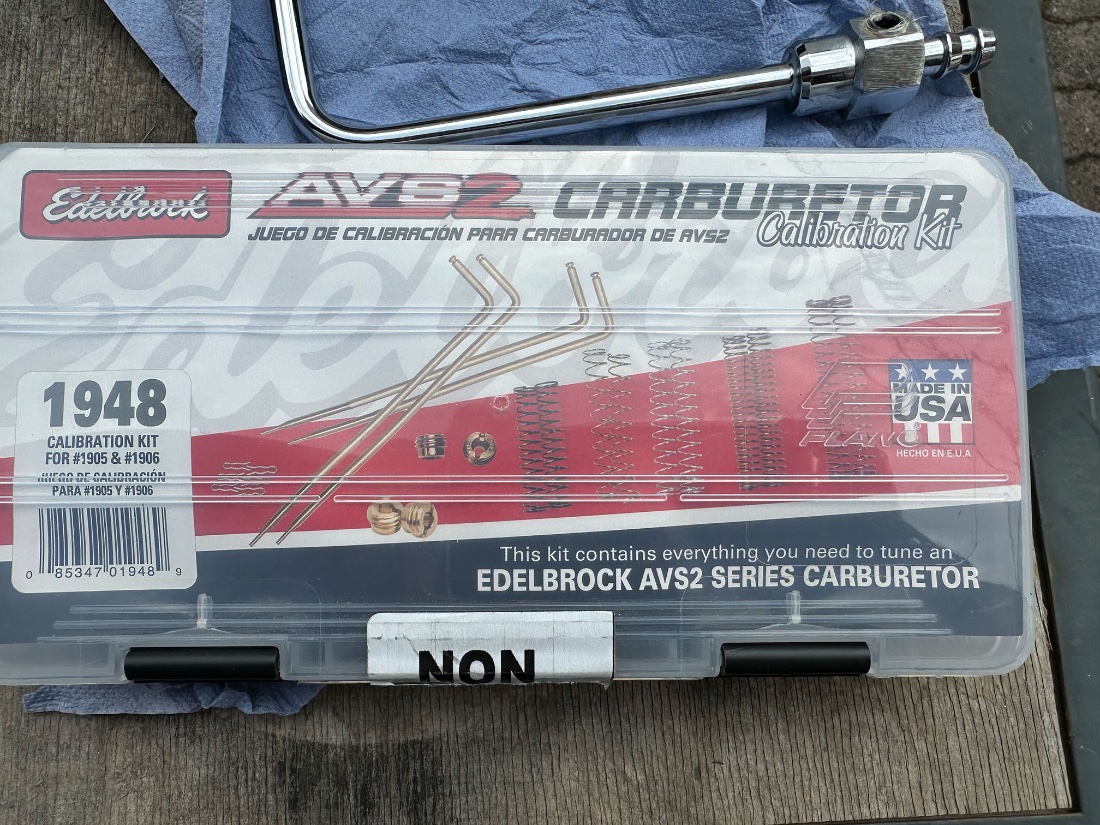 Edelbrock
AVS2 CARBURETOR
Calibration Kit
JUEGO DE CALIBRACIÓN PARA CARBURADOR DE AVS2
1948
CALIBRATION KIT
FOR #1905 & #1906
JUEGO DE CALIBRACIÓN
PARA #1905 Y #1906
0 85347 01948 9
MADE IN
USA
HECHO EN E.U.A
PLANO
This kit contains everything you need to tune an
EDELBROCK AVS2 SERIES CARBURETOR
NON